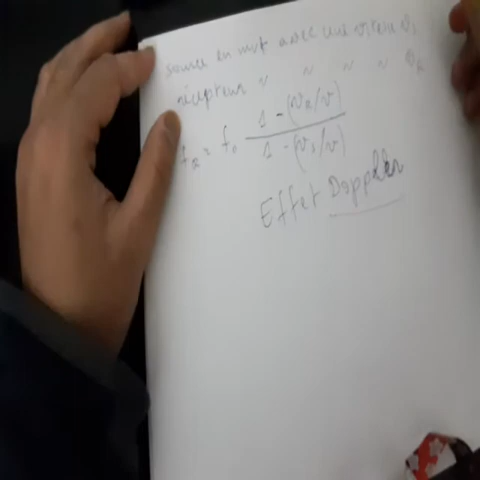 source en mvt avec une vitesse v_s
récepteur " " " " v_R
f_R = f_0 (1 - (v_R/v)) / (1 - (v_s/v))
Effet Doppler